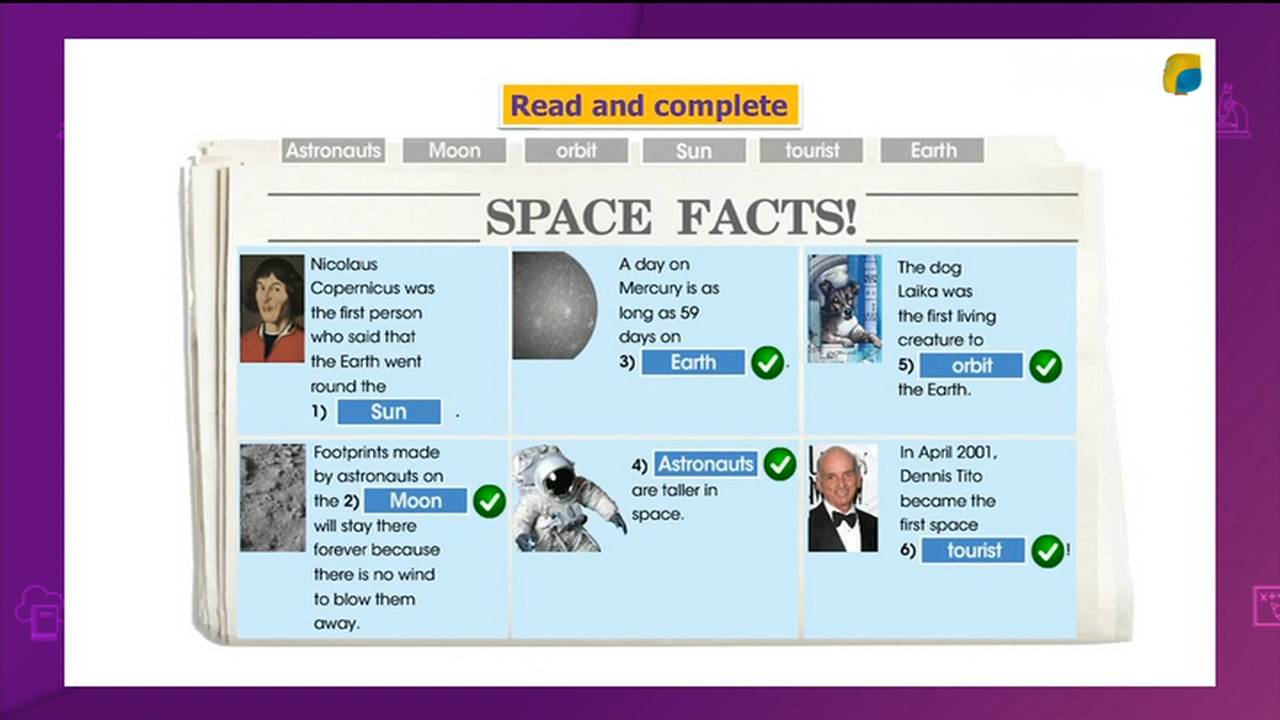 Read and complete
Astronauts Moon orbit Sun tourist Earth
SPACE FACTS!
Nicolaus
Copernicus was
the first person
who said that
the Earth went
round the
1) Sun .
Footprints made
by astronauts on
the 2) Moon
will stay there
forever because
there is no wind
to blow them
away.
A day on
Mercury is as
long as 59
days on
3) Earth .
4) Astronauts
are taller in
space.
The dog
Laika was
the first living
creature to
5) orbit
the Earth.
In April 2001,
Dennis Tito
became the
first space
6) tourist !